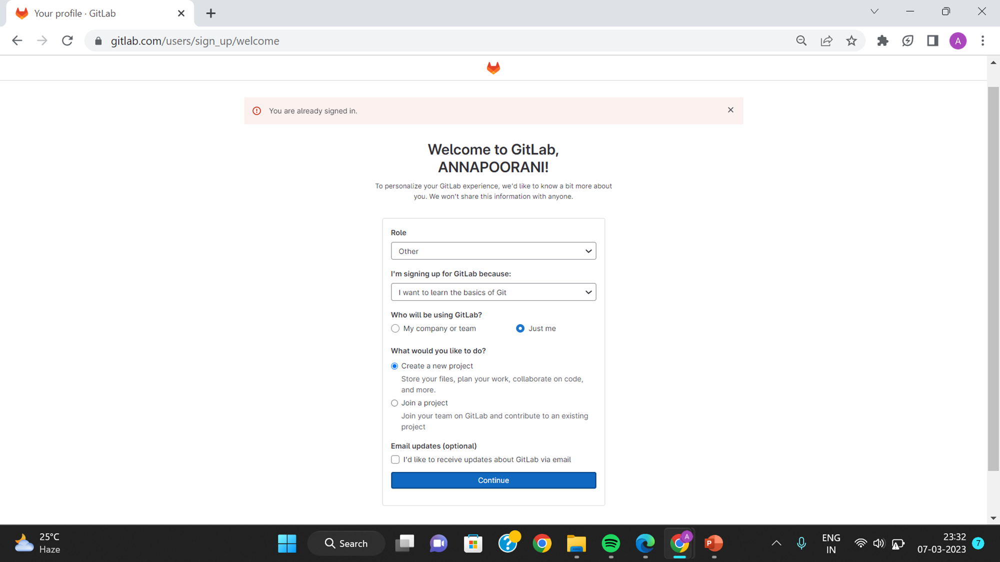 Your profile · GitLab
gitlab.com/users/sign_up/welcome
A
You are already signed in.
Welcome to GitLab,
ANNAPOORANI!
To personalize your GitLab experience, we'd like to know a bit more about
you. We won't share this information with anyone.
Role
Other
I'm signing up for GitLab because:
I want to learn the basics of Git
Who will be using GitLab?
My company or team
Just me
What would you like to do?
Create a new project
Store your files, plan your work, collaborate on code,
and more.
Join a project
Join your team on GitLab and contribute to an existing
project
Email updates (optional)
I'd like to receive updates about GitLab via email
Continue
25°C
Haze
Search
A
P
ENG
IN
23:32
07-03-2023
7